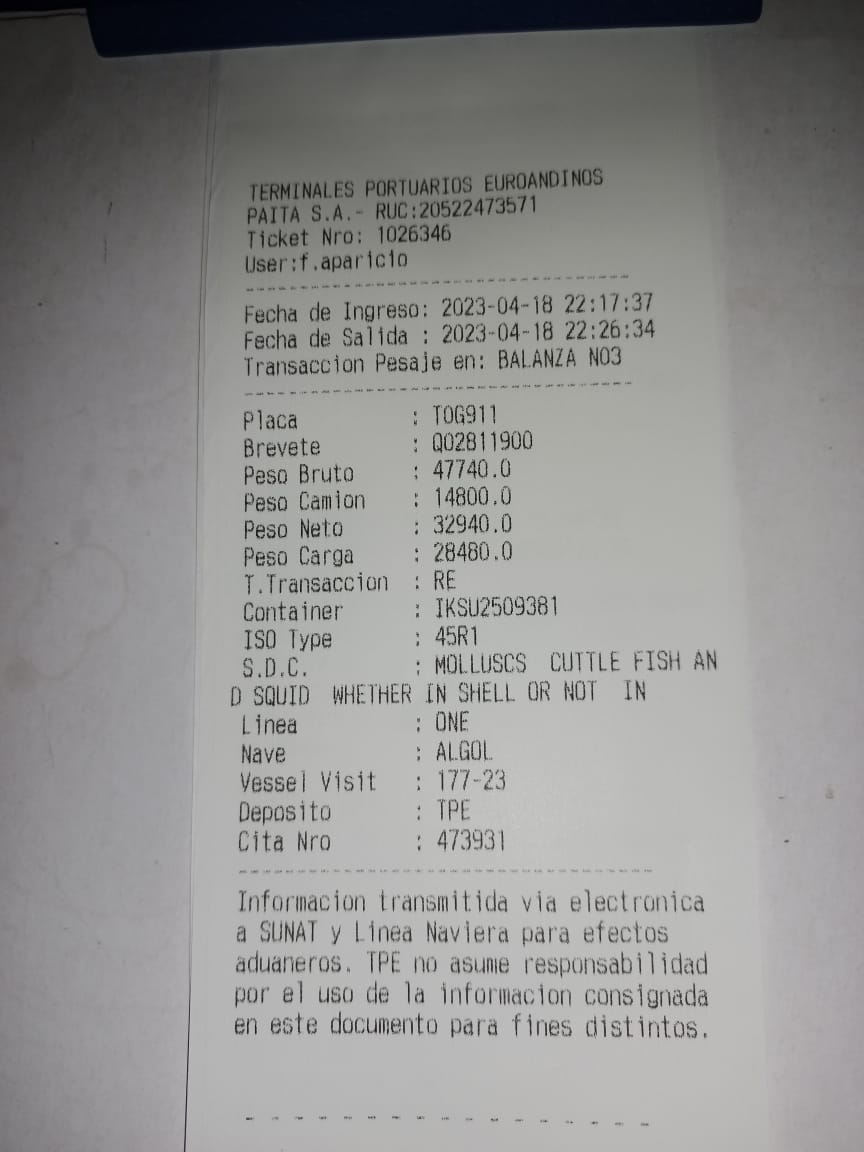 TERMINALES PORTUARIOS EUROANDINOS
PAITA S.A.- RUC:20522473571
Ticket Nro: 1026346
User:f.aparicio
Fecha de Ingreso: 2023-04-18 22:17:37
Fecha de Salida : 2023-04-18 22:26:34
Transaccion Pesaje en: BALANZA NO3
Placa : TOG911
Brevete : Q02811900
Peso Bruto : 47740.0
Peso Camion : 14800.0
Peso Neto : 32940.0
Peso Carga : 28480.0
T.Transaccion : RE
Container : IKSU2509381
ISO Type : 45R1
S.D.C. : MOLLUSCS CUTTLE FISH AN
D SQUID WHETHER IN SHELL OR NOT IN
Linea : ONE
Nave : ALGOL
Vessel Visit : 177-23
Deposito : TPE
Cita Nro : 473931
Informacion transmitida via electronica
a SUNAT y Linea Naviera para efectos
aduaneros. TPE no asume responsabilidad
por el uso de la informacion consignada
en este documento para fines distintos.